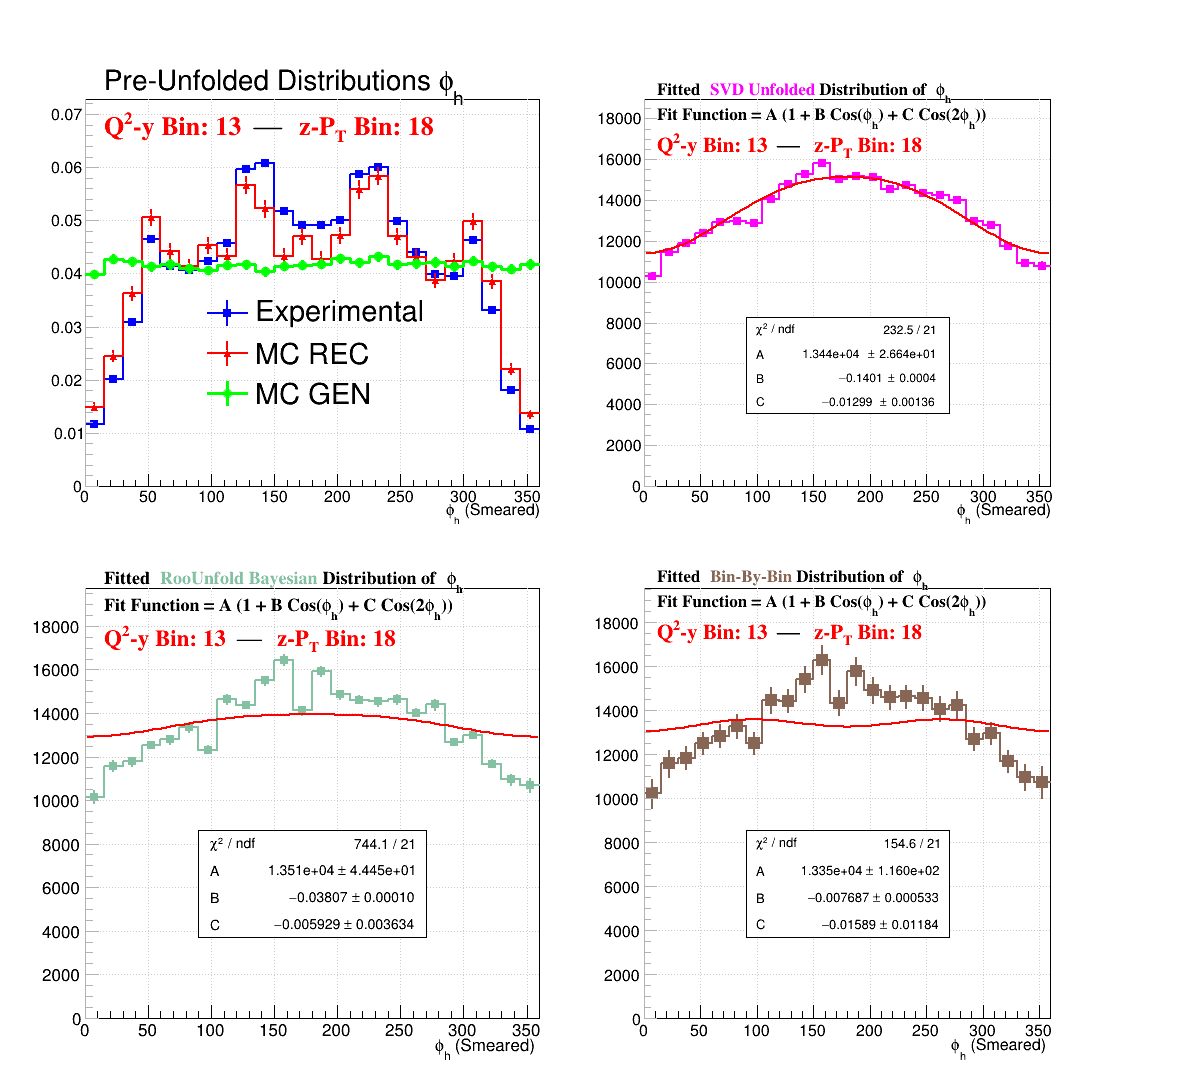 Pre-Unfolded Distributions ϕh
Q²-y Bin: 13 — z-PT Bin: 18
0.07
0.06
0.05
0.04
0.03
0.02
0.01
0
Experimental
MC REC
MC GEN
0 50 100 150 200 250 300 350
ϕh (Smeared)
Fitted SVD Unfolded Distribution of ϕh
Fit Function = A (1 + B Cos(ϕh) + C Cos(2ϕh))
Q²-y Bin: 13 — z-PT Bin: 18
18000
16000
14000
12000
10000
8000
6000
4000
2000
0
χ² / ndf 232.5 / 21
A 1.344e+04 ± 2.664e+01
B −0.1401 ± 0.0004
C −0.01299 ± 0.00136
0 50 100 150 200 250 300 350
ϕh (Smeared)
Fitted RooUnfold Bayesian Distribution of ϕh
Fit Function = A (1 + B Cos(ϕh) + C Cos(2ϕh))
Q²-y Bin: 13 — z-PT Bin: 18
18000
16000
14000
12000
10000
8000
6000
4000
2000
0
χ² / ndf 744.1 / 21
A 1.351e+04 ± 4.445e+01
B −0.03807 ± 0.00010
C −0.005929 ± 0.003634
0 50 100 150 200 250 300 350
ϕh (Smeared)
Fitted Bin-By-Bin Distribution of ϕh
Fit Function = A (1 + B Cos(ϕh) + C Cos(2ϕh))
Q²-y Bin: 13 — z-PT Bin: 18
18000
16000
14000
12000
10000
8000
6000
4000
2000
0
χ² / ndf 154.6 / 21
A 1.335e+04 ± 1.160e+02
B −0.007687 ± 0.000533
C −0.01589 ± 0.01184
0 50 100 150 200 250 300 350
ϕh (Smeared)